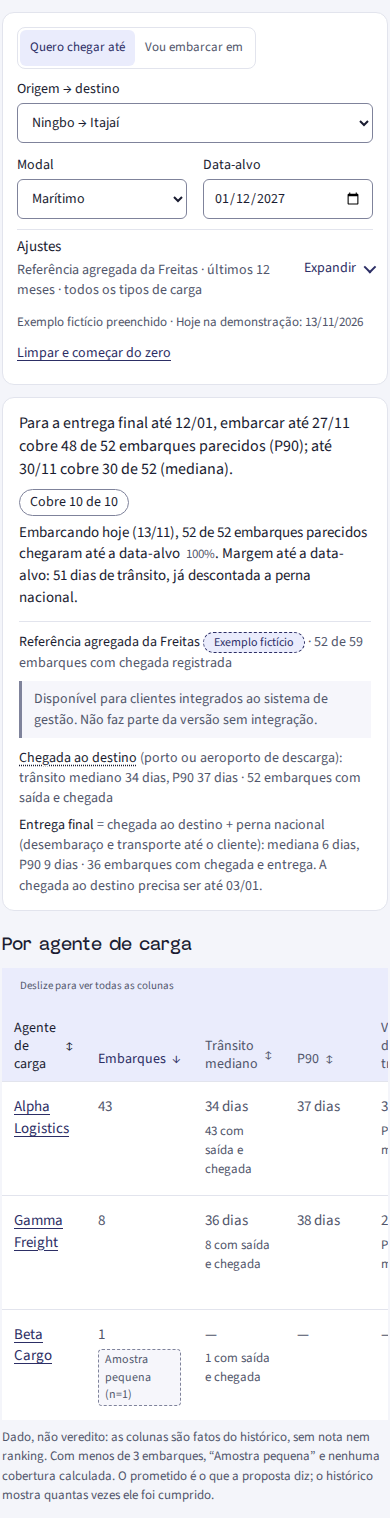 Quero chegar até
Vou embarcar em
Origem → destino
Ningbo → Itajaí
Modal
Data-alvo
Marítimo
01/12/2027
Ajustes
Referência agregada da Freitas · últimos 12
meses · todos os tipos de carga
Expandir
Exemplo fictício preenchido · Hoje na demonstração: 13/11/2026
Limpar e começar do zero
Para a entrega final até 12/01, embarcar até 27/11
cobre 48 de 52 embarques parecidos (P90); até
30/11 cobre 30 de 52 (mediana).
Cobre 10 de 10
Embarcando hoje (13/11), 52 de 52 embarques parecidos
chegaram até a data-alvo 100%. Margem até a data-
alvo: 51 dias de trânsito, já descontada a perna
nacional.
Referência agregada da Freitas Exemplo fictício · 52 de 59
embarques com chegada registrada
Disponível para clientes integrados ao sistema de
gestão. Não faz parte da versão sem integração.
Chegada ao destino (porto ou aeroporto de descarga):
trânsito mediano 34 dias, P90 37 dias · 52 embarques com
saída e chegada
Entrega final = chegada ao destino + perna nacional
(desembaraço e transporte até o cliente): mediana 6 dias,
P90 9 dias · 36 embarques com chegada e entrega. A
chegada ao destino precisa ser até 03/01.
Por agente de carga
Deslize para ver todas as colunas
Agente
de
carga ↕
Embarques ↓
Trânsito
mediano ↕
P90 ↕
Alpha
Logistics
43
34 dias
43 com
saída e
chegada
37 dias
Gamma
Freight
8
36 dias
8 com saída
e chegada
38 dias
Beta
Cargo
1
Amostra
pequena
(n=1)
—
1 com saída
e chegada
—
Dado, não veredito: as colunas são fatos do histórico, sem nota nem
ranking. Com menos de 3 embarques, “Amostra pequena” e nenhuma
cobertura calculada. O prometido é o que a proposta diz; o histórico
mostra quantas vezes ele foi cumprido.